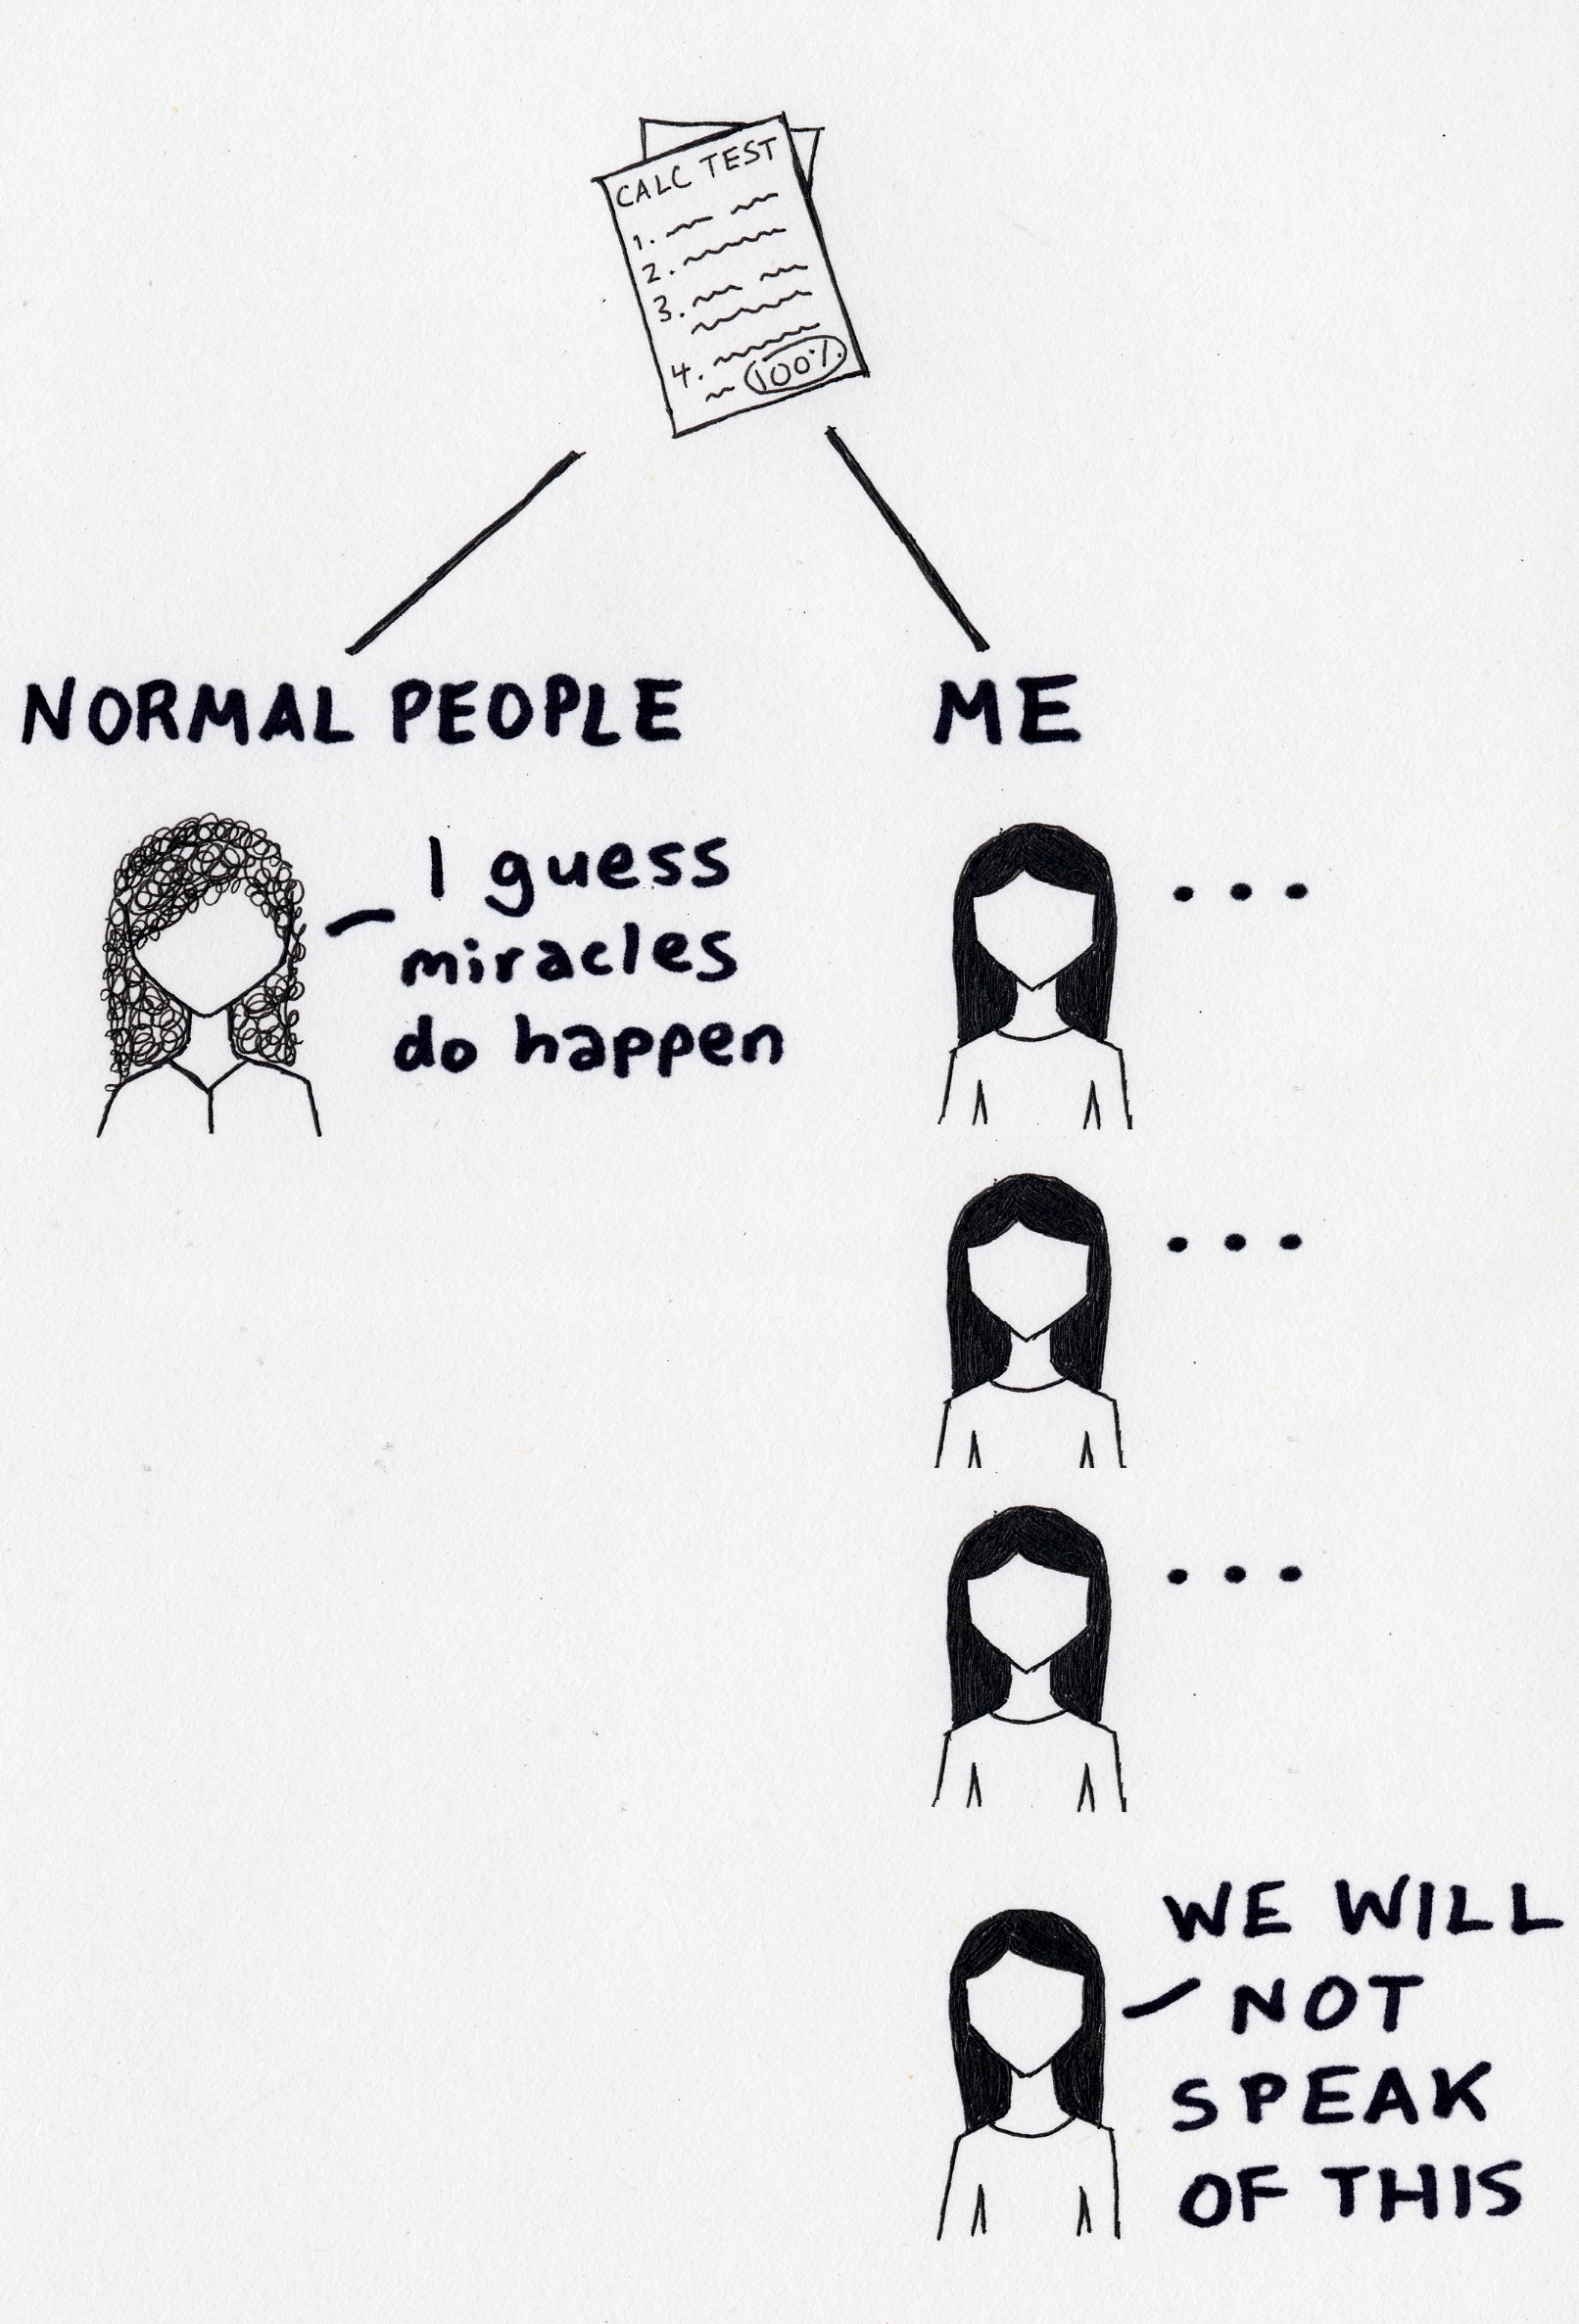 CALC TEST
1.
2.
3.
4.
100%
NORMAL PEOPLE
I guess
miracles
do happen
ME
...
...
...
WE WILL
NOT
SPEAK
OF THIS